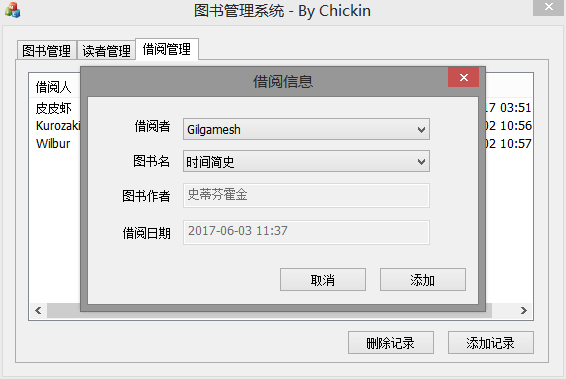 图书管理系统 - By Chickin
图书管理 读者管理 借阅管理
借阅人
皮皮虾 17 03:51
Kurozaki 02 10:56
Wilbur 02 10:57
借阅信息
借阅者 Gilgamesh
图书名 时间简史
图书作者 史蒂芬霍金
借阅日期 2017-06-03 11:37
取消 添加
删除记录 添加记录